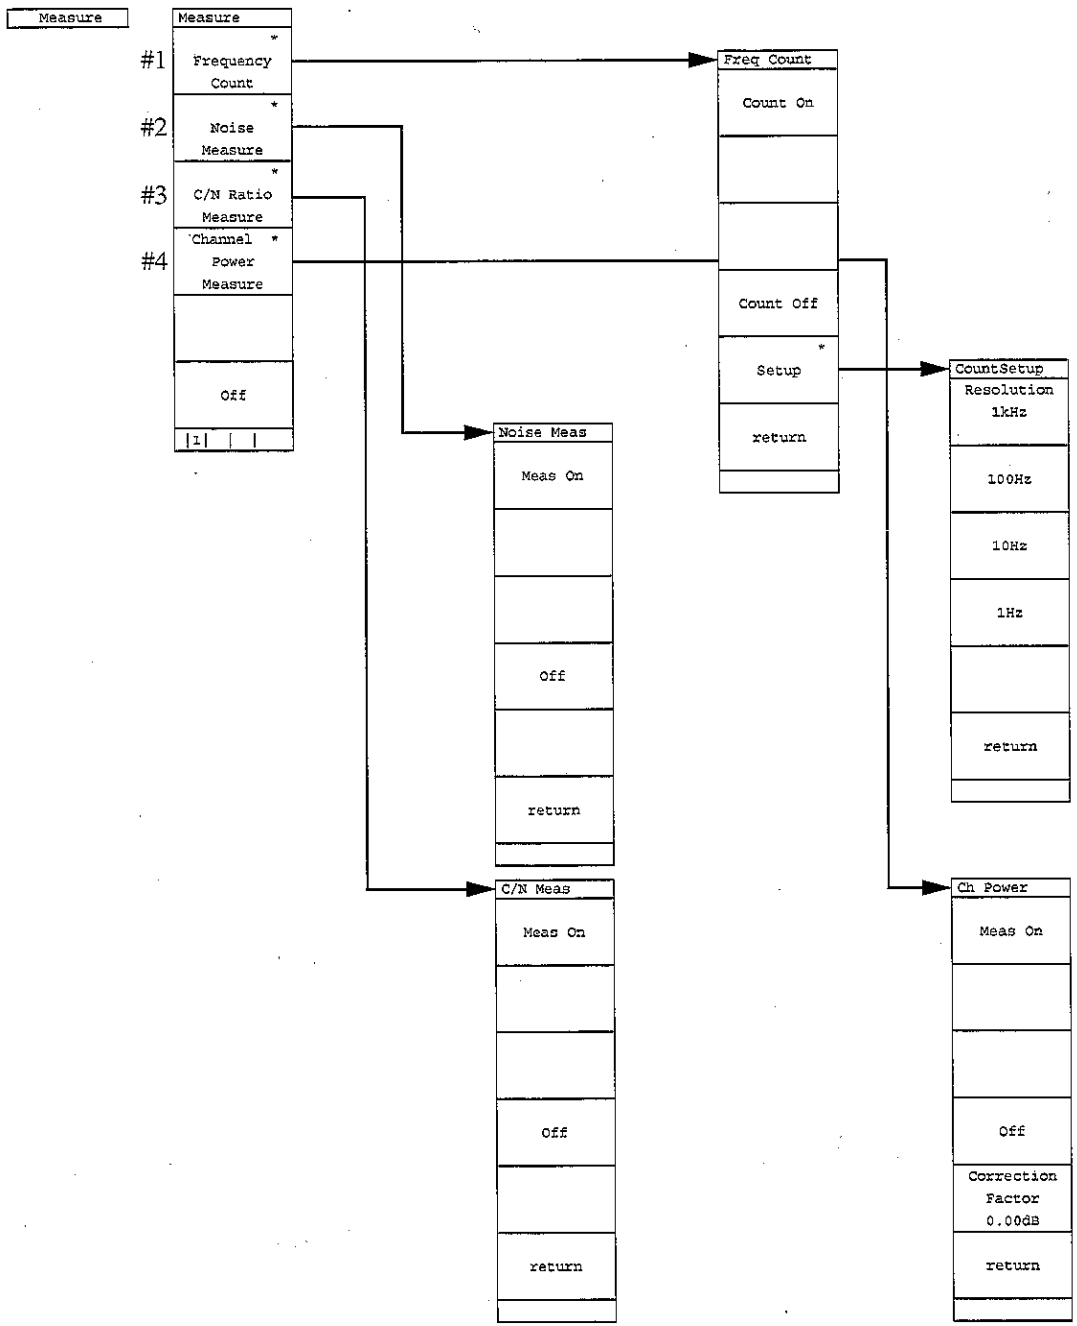 Measure
Measure
#1
*
Frequency
Count
#2
*
Noise
Measure
#3
*
C/N Ratio
Measure
#4
Channel *
Power
Measure
Off
|1| | |
Freq Count
Count On
Count Off
*
Setup
return
CountSetup
Resolution
1kHz
100Hz
10Hz
1Hz
return
Noise Meas
Meas On
Off
return
C/N Meas
Meas On
Off
return
Ch Power
Meas On
Off
Correction
Factor
0.00dB
return